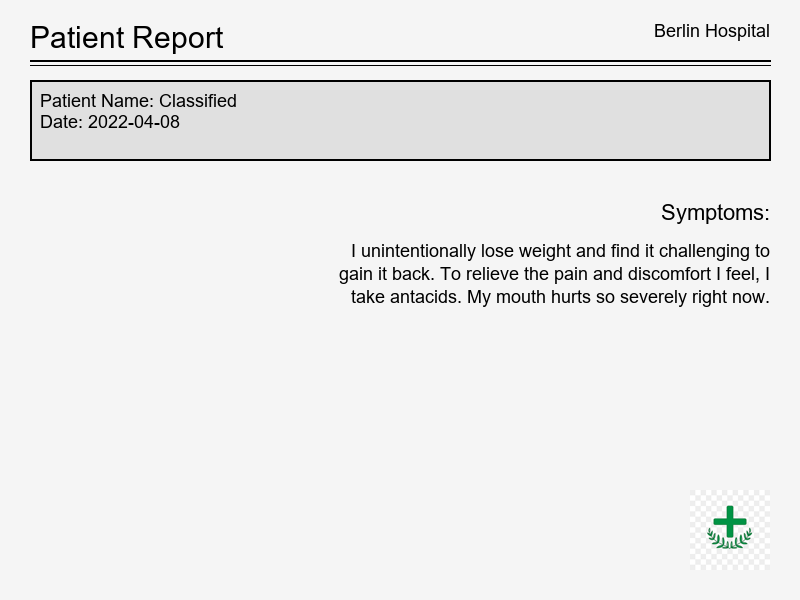 Patient Report
Berlin Hospital
Patient Name: Classified
Date: 2022-04-08
Symptoms:
I unintentionally lose weight and find it challenging to
gain it back. To relieve the pain and discomfort I feel, I
take antacids. My mouth hurts so severely right now.